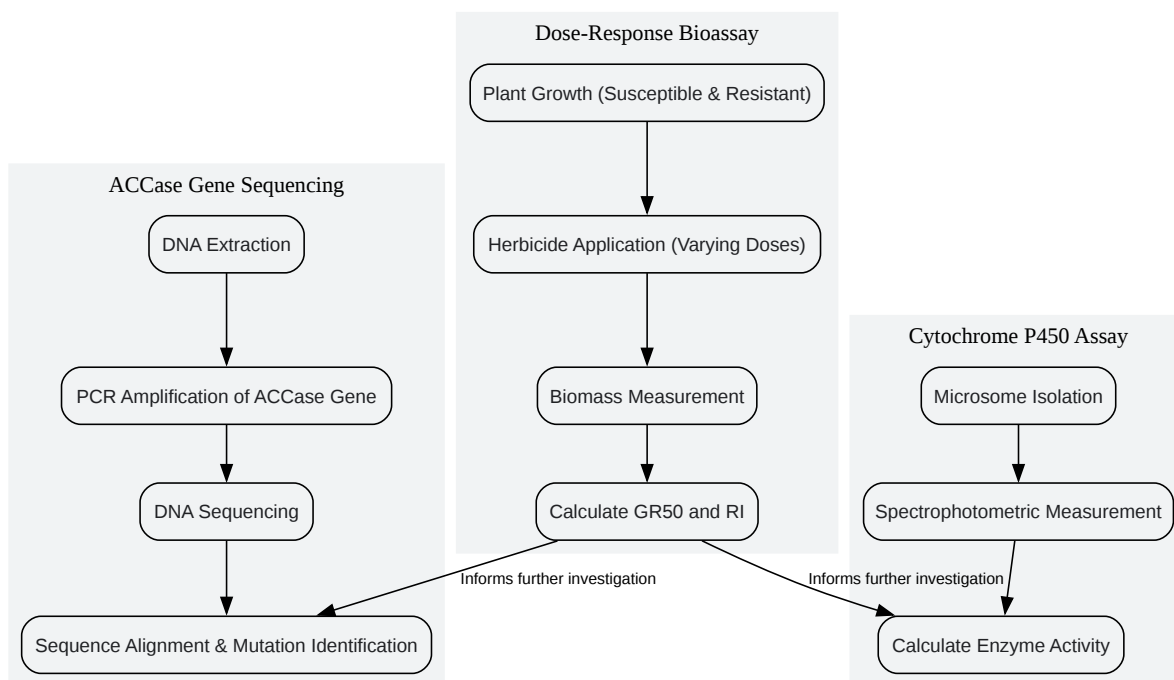 Dose-Response Bioassay
Plant Growth (Susceptible & Resistant)
Herbicide Application (Varying Doses)
Biomass Measurement
Calculate GR50 and RI
ACCase Gene Sequencing
DNA Extraction
PCR Amplification of ACCase Gene
DNA Sequencing
Sequence Alignment & Mutation Identification
Cytochrome P450 Assay
Microsome Isolation
Spectrophotometric Measurement
Calculate Enzyme Activity
Informs further investigation
Informs further investigation